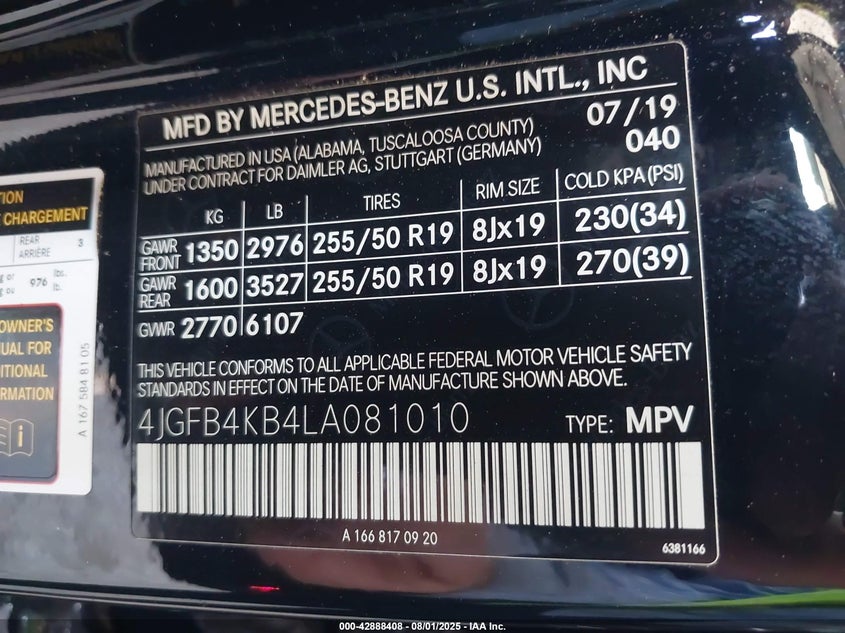 MFD BY MERCEDES-BENZ U.S. INTL., INC
07/19
MANUFACTURED IN USA (ALABAMA, TUSCALOOSA COUNTY)
UNDER CONTRACT FOR DAIMLER AG, STUTTGART (GERMANY)
040
KG LB TIRES RIM SIZE COLD KPA (PSI)
GAWR FRONT 1350 2976 255/50 R19 8Jx19 230(34)
GAWR REAR 1600 3527 255/50 R19 8Jx19 270(39)
GVWR 2770 6107
THIS VEHICLE CONFORMS TO ALL APPLICABLE FEDERAL MOTOR VEHICLE SAFETY
STANDARDS IN EFFECT ON THE DATE OF MANUFACTURE SHOWN ABOVE.
4JGFB4KB4LA081010 TYPE: MPV
A 166 817 09 20
6381166
CHARGEMENT
REAR 3
ARRIÈRE
or 976 lbs.
ou lb.
OWNER'S
FOR
A 167 584 81 05
000-42888408 - 08/01/2025 - IAA Inc.